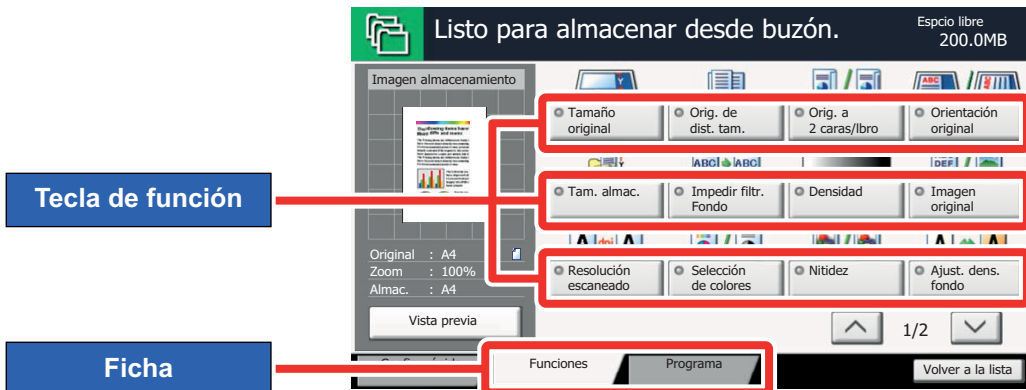 Listo para almacenar desde buzón.
Espcio libre
200.0MB
Imagen almacenamiento
Tamaño
original
Orig. de
dist. tam.
Orig. a
2 caras/lbro
Orientación
original
Tecla de función
Tam. almac.
Impedir filtr.
Fondo
Densidad
Imagen
original
Original : A4
Zoom : 100%
Almac. : A4
Resolución
escaneado
Selección
de colores
Nitidez
Ajust. dens.
fondo
Vista previa
1/2
Ficha
Funciones
Programa
Volver a la lista